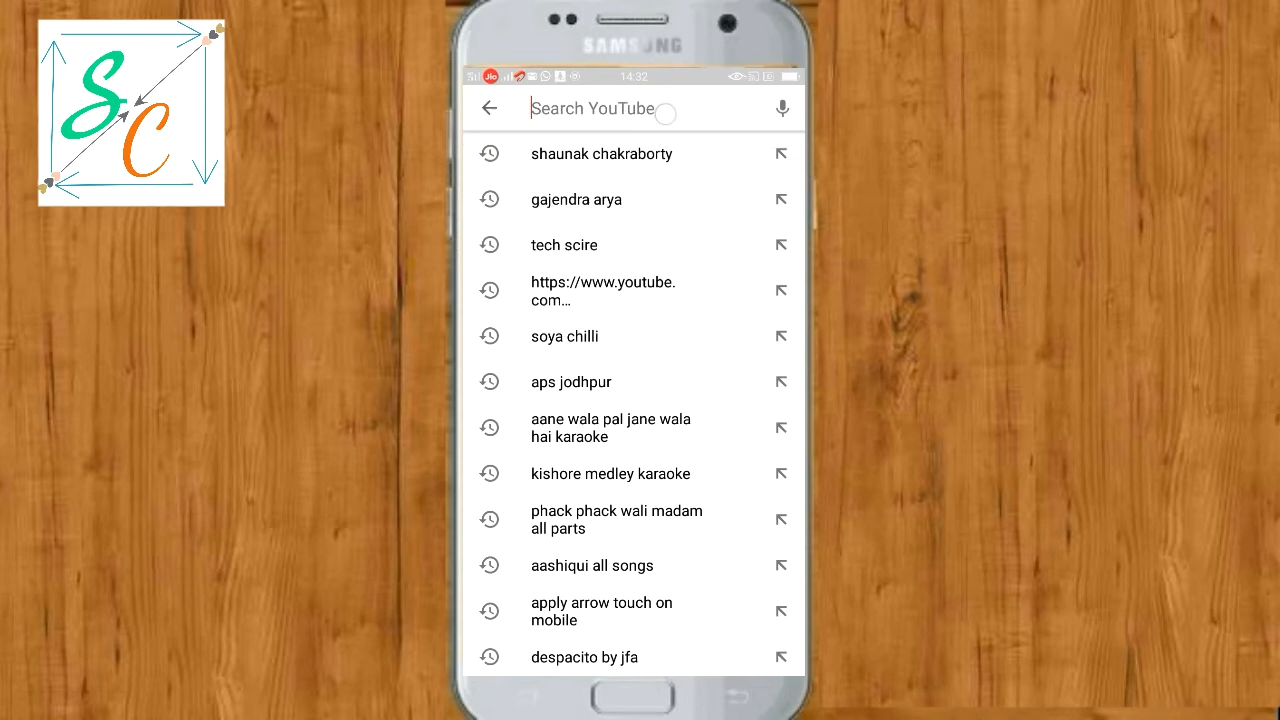 S
C
SAMSUNG
Jio
14:32
Search YouTube
shaunak chakraborty
gajendra arya
tech scire
https://www.youtube.
com...
soya chilli
aps jodhpur
aane wala pal jane wala
hai karaoke
kishore medley karaoke
phack phack wali madam
all parts
aashiqui all songs
apply arrow touch on
mobile
despacito by jfa